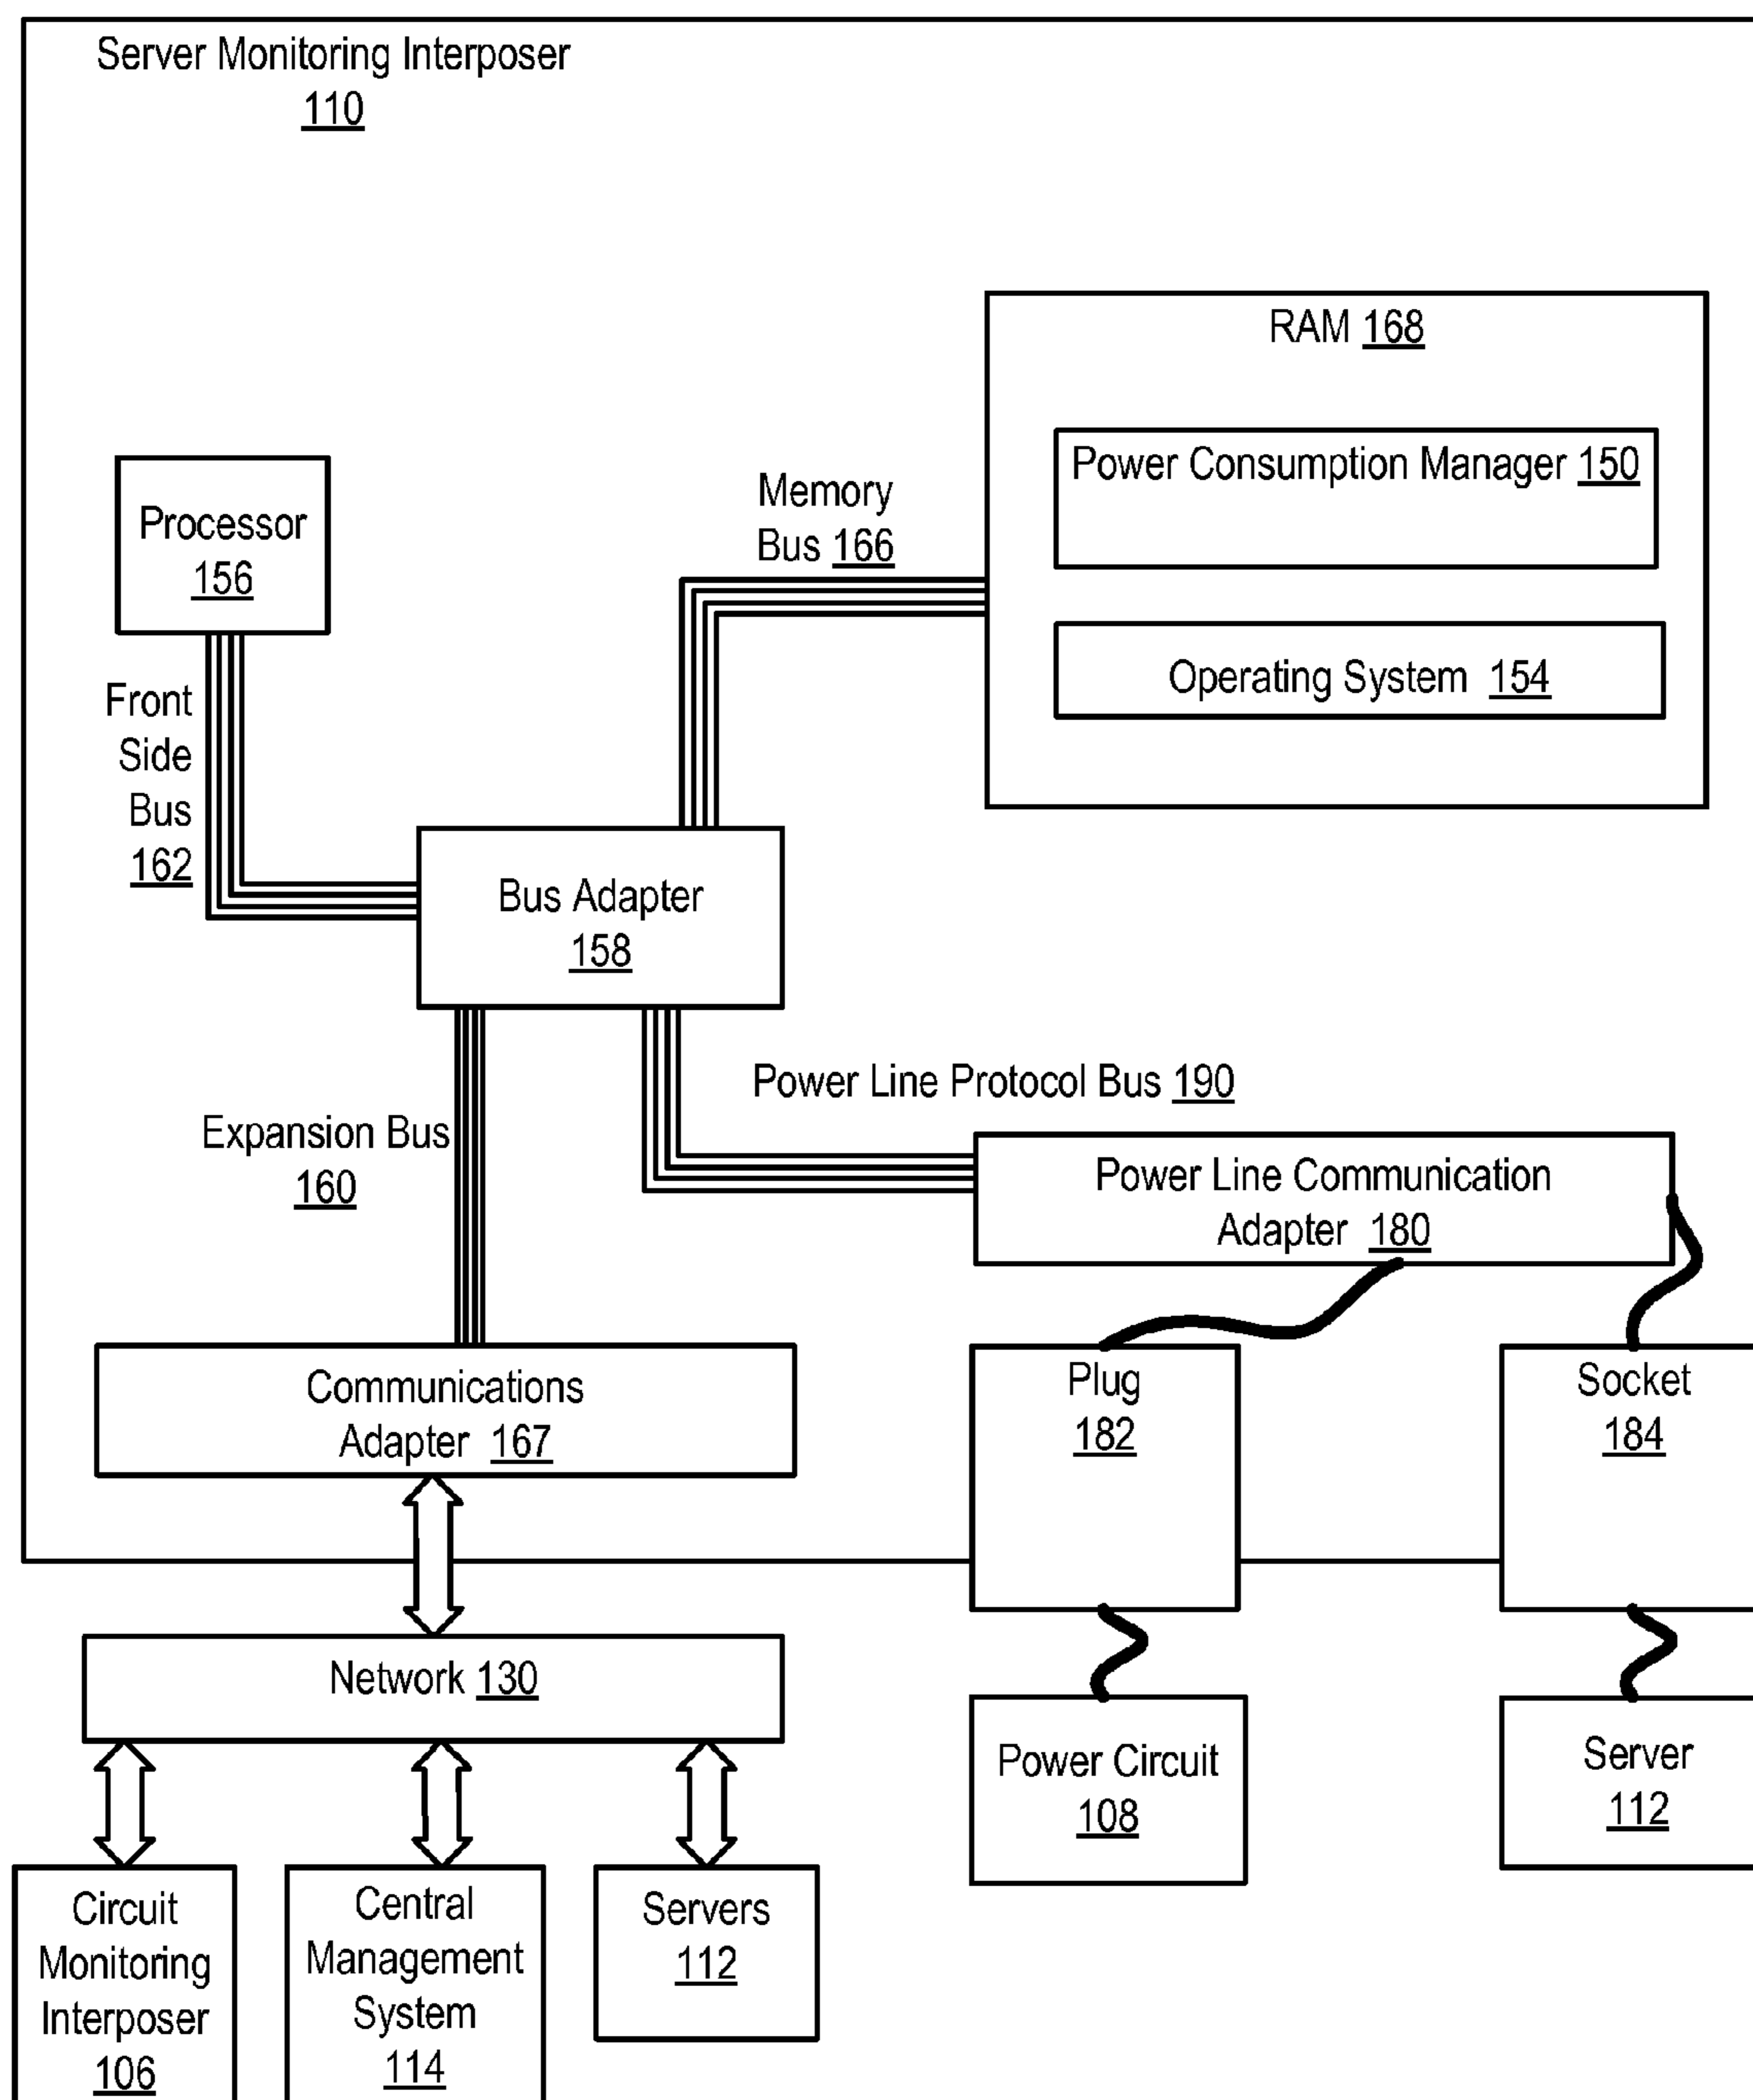 Server Monitoring Interposer
110
RAM 168
Power Consumption Manager 150
Operating System 154
Memory
Bus 166
Processor
156
Front
Side
Bus
162
Bus Adapter
158
Power Line Protocol Bus 190
Expansion Bus
160
Power Line Communication
Adapter 180
Communications
Adapter 167
Plug
182
Socket
184
Network 130
Power Circuit
108
Server
112
Circuit
Monitoring
Interposer
106
Central
Management
System
114
Servers
112